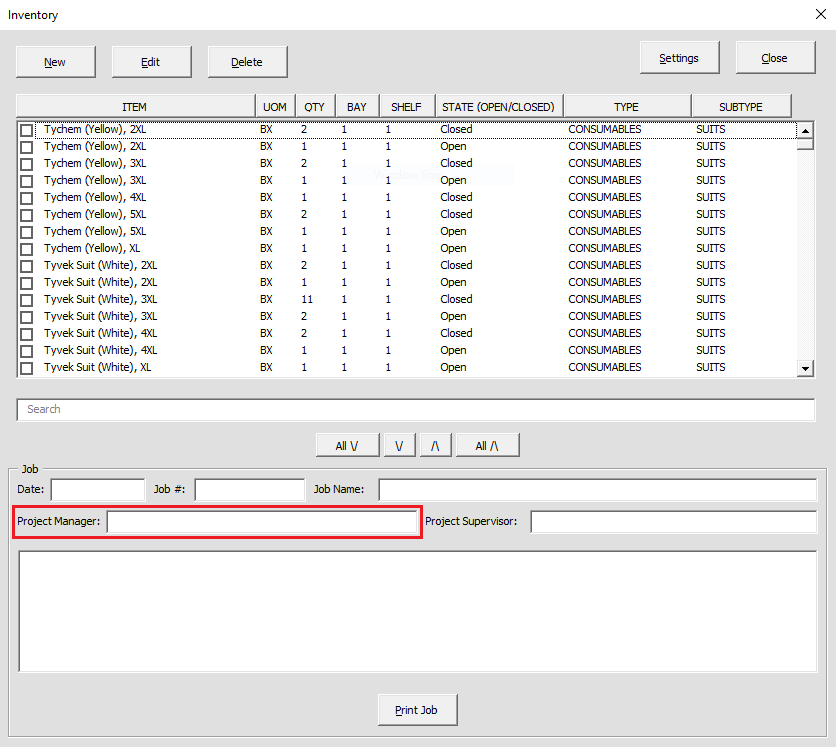 Inventory
New Edit Delete Settings Close
ITEM UOM QTY BAY SHELF STATE (OPEN/CLOSED) TYPE SUBTYPE
Tychem (Yellow), 2XL BX 2 1 1 Closed CONSUMABLES SUITS
Tychem (Yellow), 2XL BX 1 1 1 Open CONSUMABLES SUITS
Tychem (Yellow), 3XL BX 2 1 1 Closed CONSUMABLES SUITS
Tychem (Yellow), 3XL BX 1 1 1 Open CONSUMABLES SUITS
Tychem (Yellow), 4XL BX 1 1 1 Closed CONSUMABLES SUITS
Tychem (Yellow), 5XL BX 2 1 1 Closed CONSUMABLES SUITS
Tychem (Yellow), 5XL BX 1 1 1 Open CONSUMABLES SUITS
Tychem (Yellow), XL BX 1 1 1 Open CONSUMABLES SUITS
Tyvek Suit (White), 2XL BX 2 1 1 Closed CONSUMABLES SUITS
Tyvek Suit (White), 2XL BX 1 1 1 Open CONSUMABLES SUITS
Tyvek Suit (White), 3XL BX 11 1 1 Closed CONSUMABLES SUITS
Tyvek Suit (White), 3XL BX 2 1 1 Open CONSUMABLES SUITS
Tyvek Suit (White), 4XL BX 2 1 1 Closed CONSUMABLES SUITS
Tyvek Suit (White), 4XL BX 1 1 1 Open CONSUMABLES SUITS
Tyvek Suit (White), XL BX 1 1 1 Open CONSUMABLES SUITS
Search
All \/ \/ /\ All /\
Job
Date: Job #: Job Name:
Project Manager: Project Supervisor:
Print Job